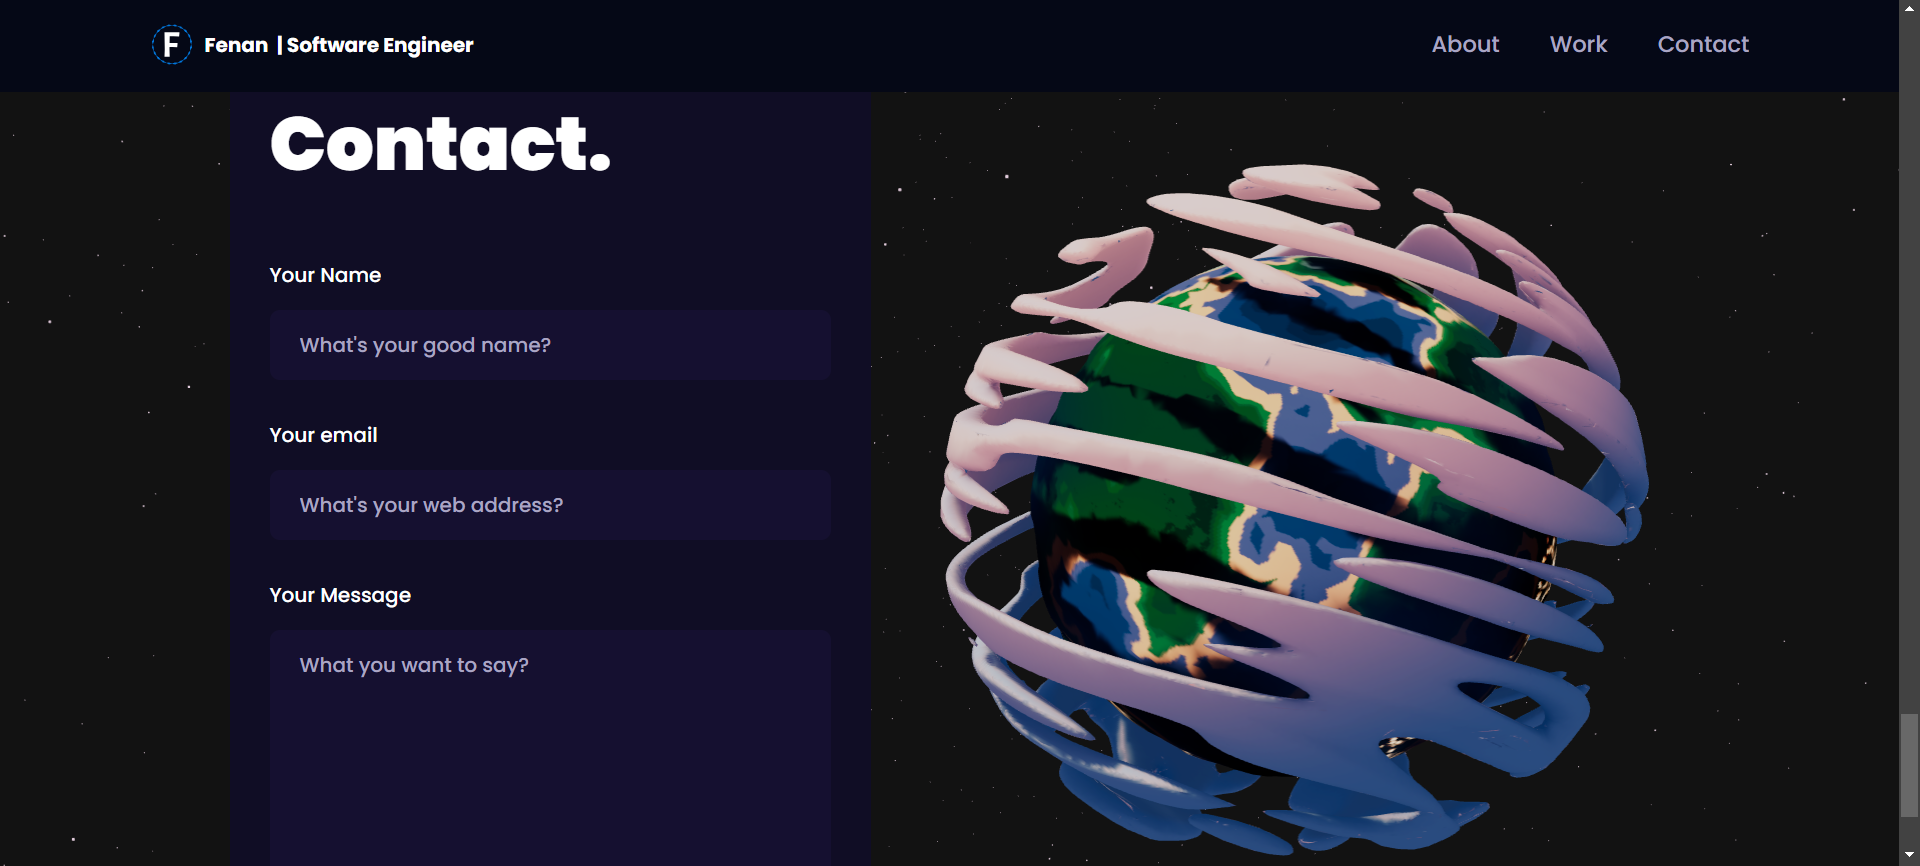 F Fenan | Software Engineer
About Work Contact
Contact.
Your Name
What's your good name?
Your email
What's your web address?
Your Message
What you want to say?